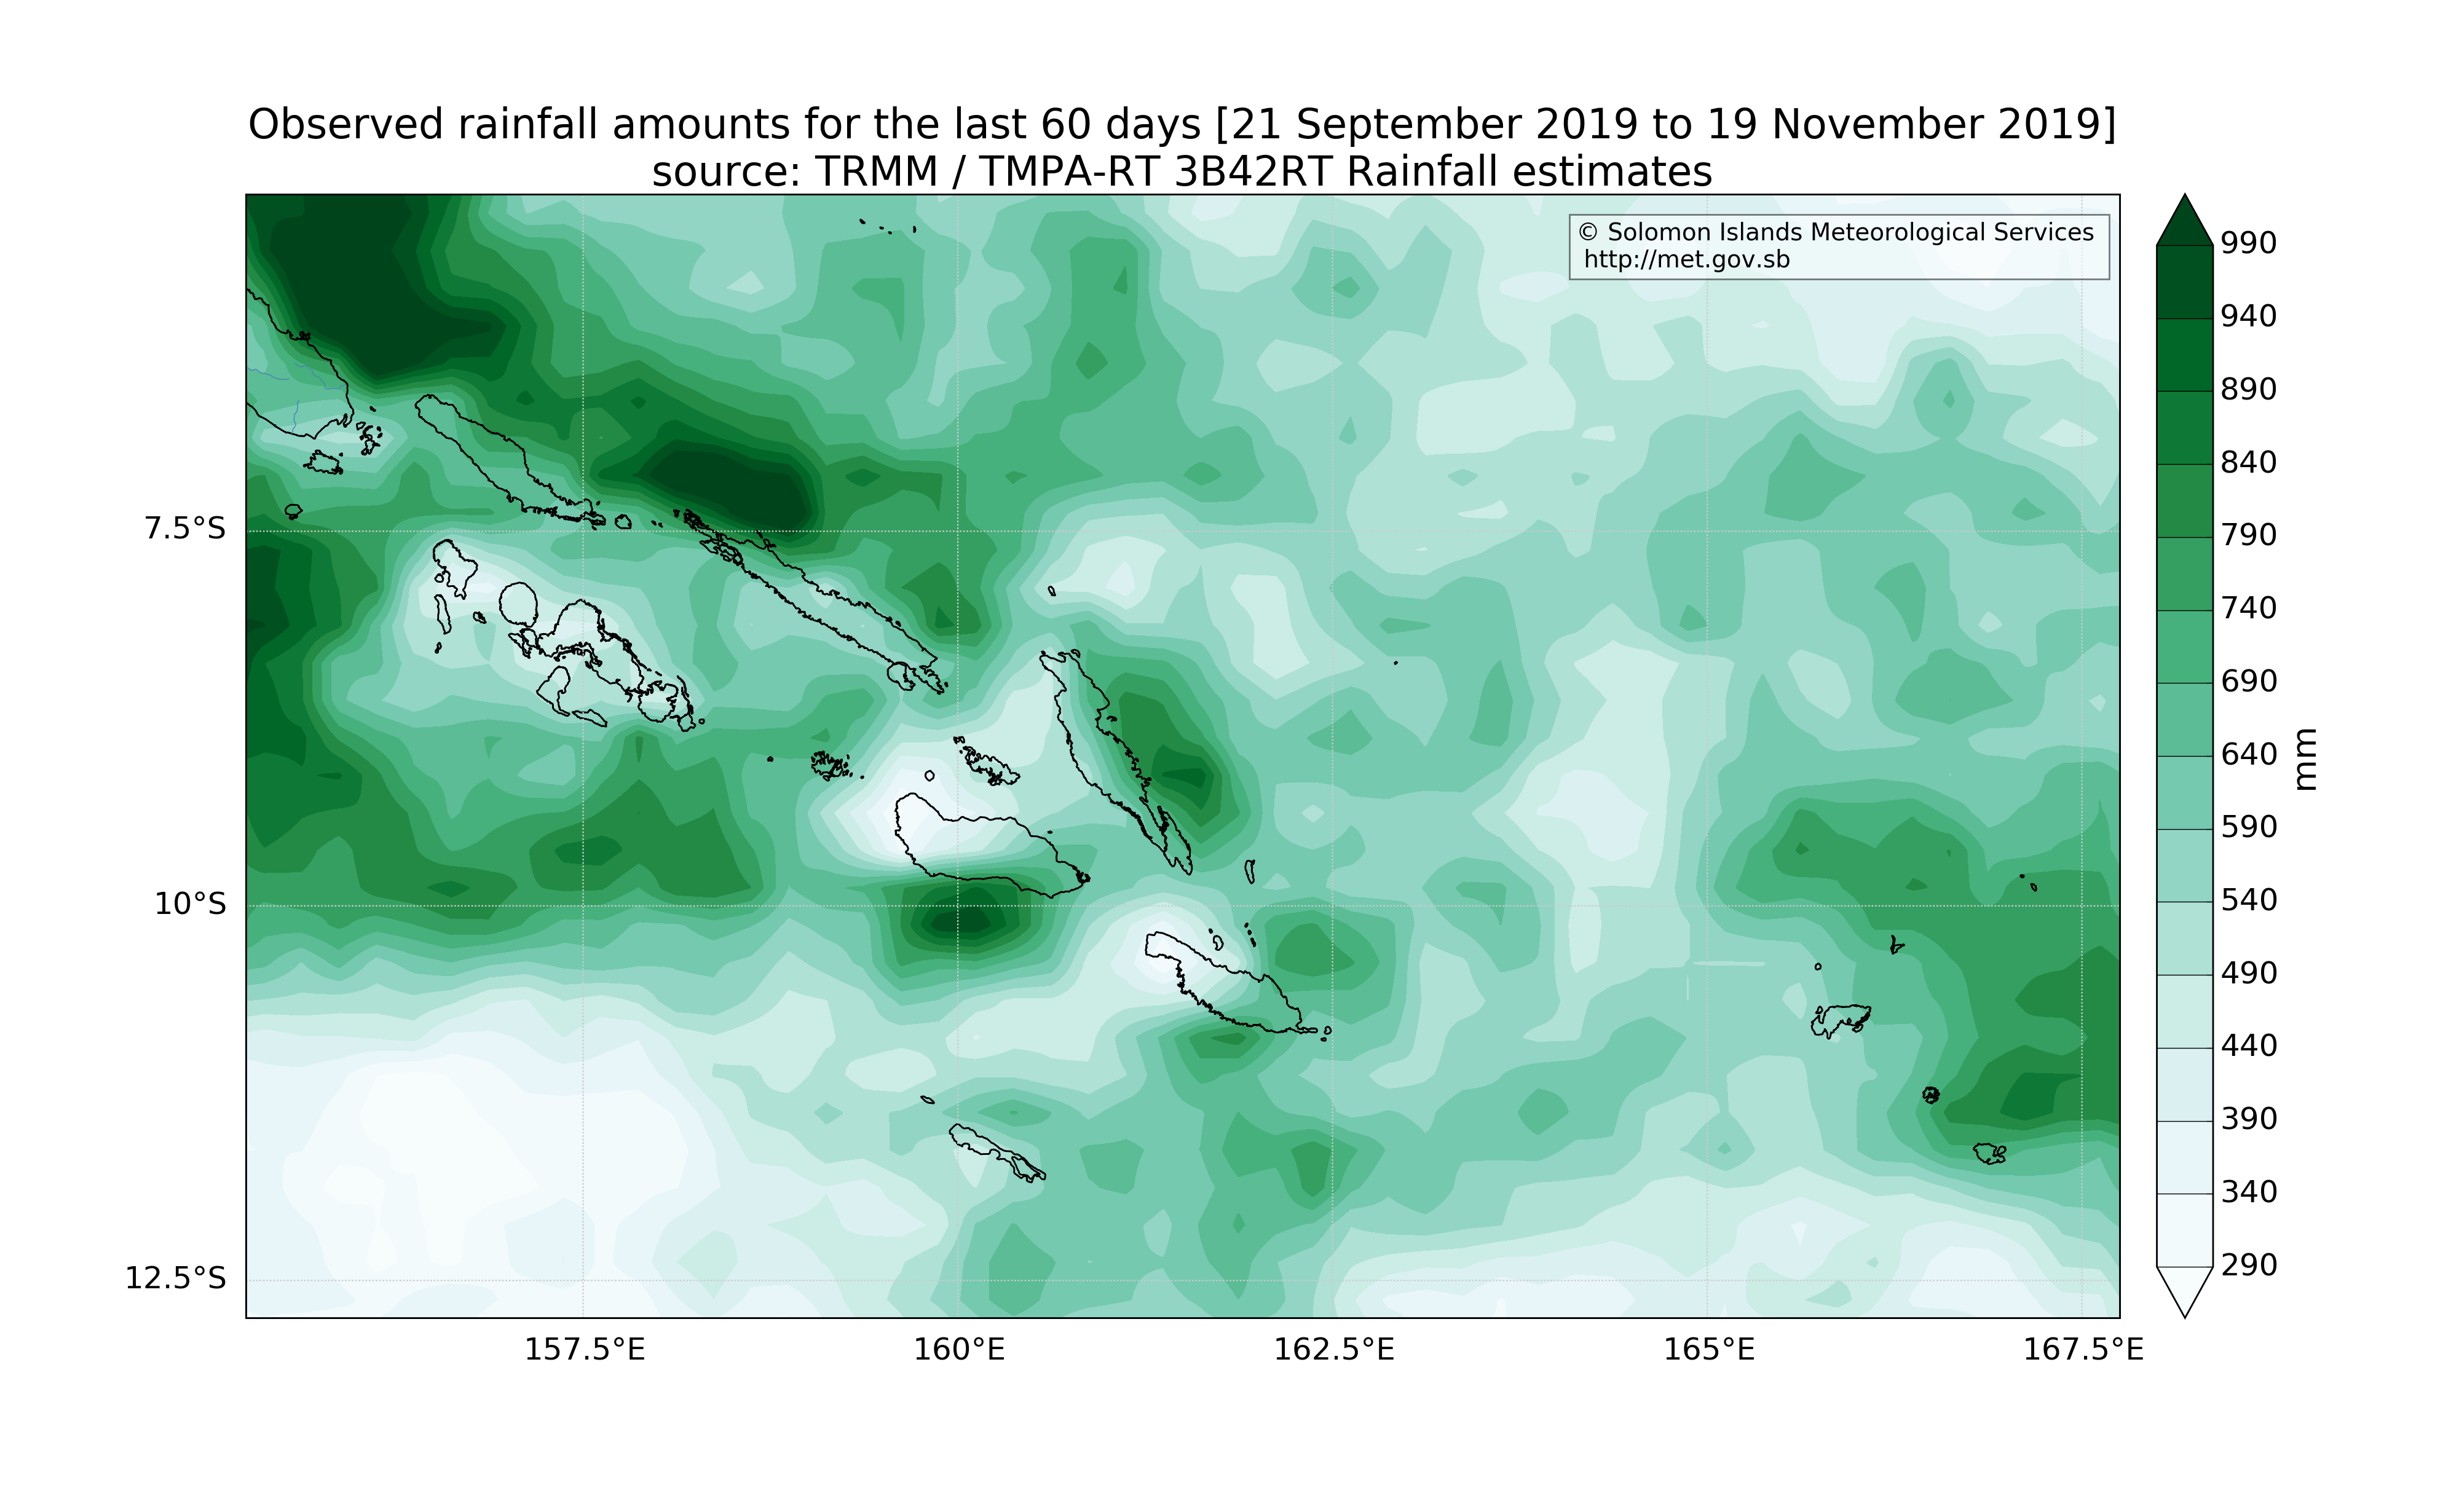 Observed rainfall amounts for the last 60 days [21 September 2019 to 19 November 2019]
source: TRMM / TMPA-RT 3B42RT Rainfall estimates
© Solomon Islands Meteorological Services
http://met.gov.sb
7.5°S
10°S
12.5°S
157.5°E
160°E
162.5°E
165°E
167.5°E
990
940
890
840
790
740
690
640
590
540
490
440
390
340
290
mm